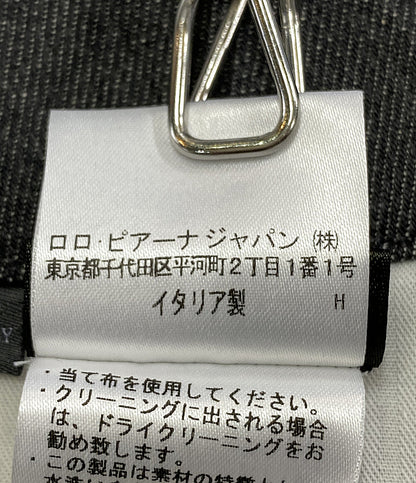 ロロ・ピアーナ ジャパン (株)
東京都千代田区平河町2丁目1番1号
イタリア製 H
Y
・当て布を使用してください。
・クリーニングに出される場合
は、ドライクリーニングをお
勧め致します。
・この製品は素材の特徴